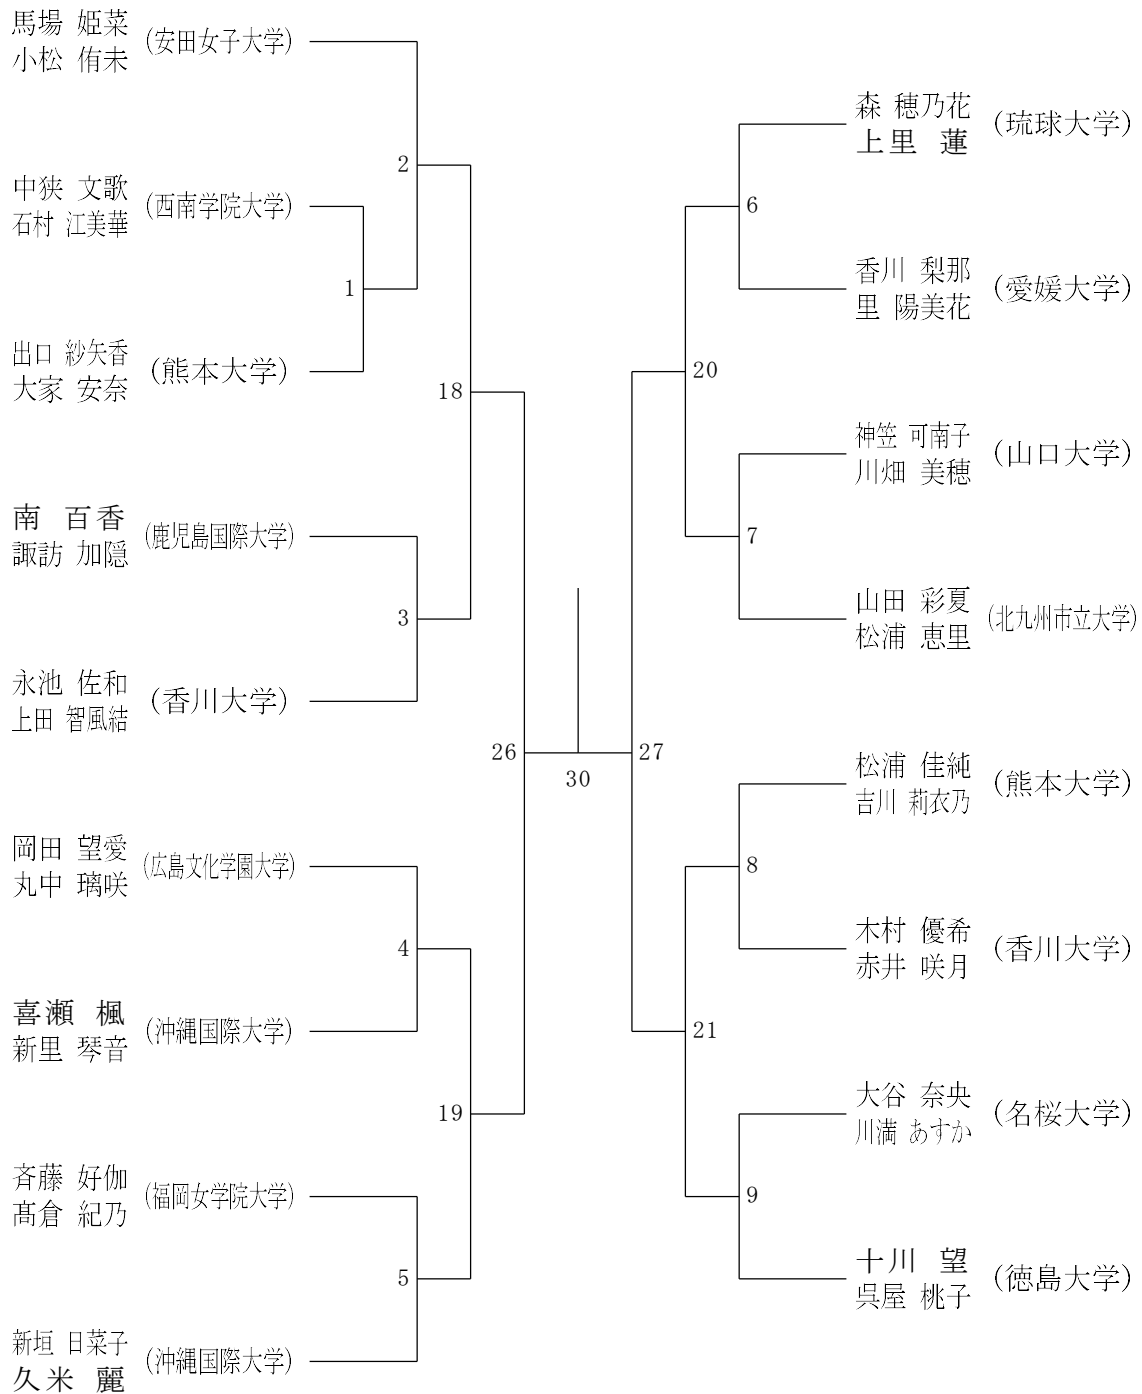 馬場 姫菜
小松 侑未
(安田女子大学)
2
中狭 文歌
石村 江美華
(西南学院大学)
1
出口 紗矢香
大家 安奈
(熊本大学)
18
南 百香
諏訪 加隠
(鹿児島国際大学)
3
永池 佐和
上田 智風結
(香川大学)
26
30
27
岡田 望愛
丸中 璃咲
(広島文化学園大学)
4
喜瀬 楓
新里 琴音
(沖縄国際大学)
19
斉藤 好伽
髙倉 紀乃
(福岡女学院大学)
5
新垣 日菜子
久米 麗
(沖縄国際大学)
森 穂乃花
上里 蓮
(琉球大学)
6
香川 梨那
里 陽美花
(愛媛大学)
20
神笠 可南子
川畑 美穂
(山口大学)
7
山田 彩夏
松浦 恵里
(北九州市立大学)
松浦 佳純
吉川 莉衣乃
(熊本大学)
8
木村 優希
赤井 咲月
(香川大学)
21
大谷 奈央
川満 あすか
(名桜大学)
9
十川 望
呉屋 桃子
(徳島大学)